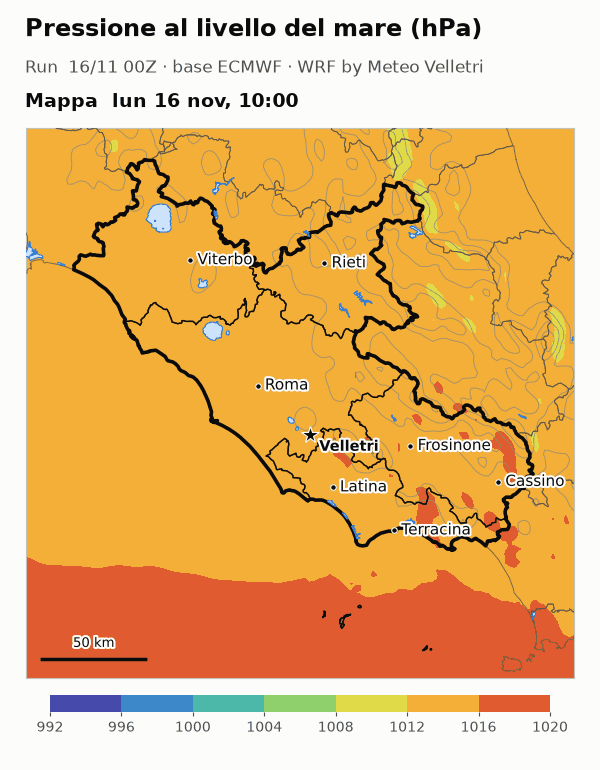 Pressione al livello del mare (hPa)
Run  16/11 00Z · base ECMWF · WRF by Meteo Velletri
Mappa  lun 16 nov, 10:00
Viterbo
Rieti
Roma
Velletri
Frosinone
Latina
Cassino
Terracina
50 km
992 996 1000 1004 1008 1012 1016 1020